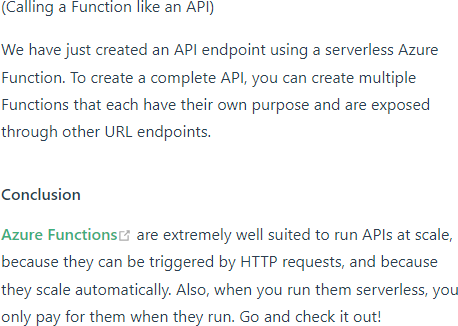 (Calling a Function like an API)
We have just created an API endpoint using a serverless Azure
Function. To create a complete API, you can create multiple
Functions that each have their own purpose and are exposed
through other URL endpoints.
Conclusion
Azure Functions are extremely well suited to run APIs at scale,
because they can be triggered by HTTP requests, and because
they scale automatically. Also, when you run them serverless, you
only pay for them when they run. Go and check it out!